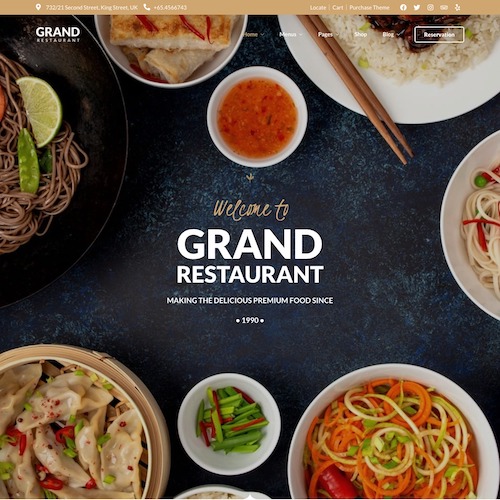 732/21 Second Street, King Street, UK +65.4566743
Locate | Cart | Purchase Theme
GRAND
RESTAURANT
Home Menus Pages Shop Blog Reservation
Welcome to
GRAND
RESTAURANT
MAKING THE DELICIOUS PREMIUM FOOD SINCE
• 1990 •